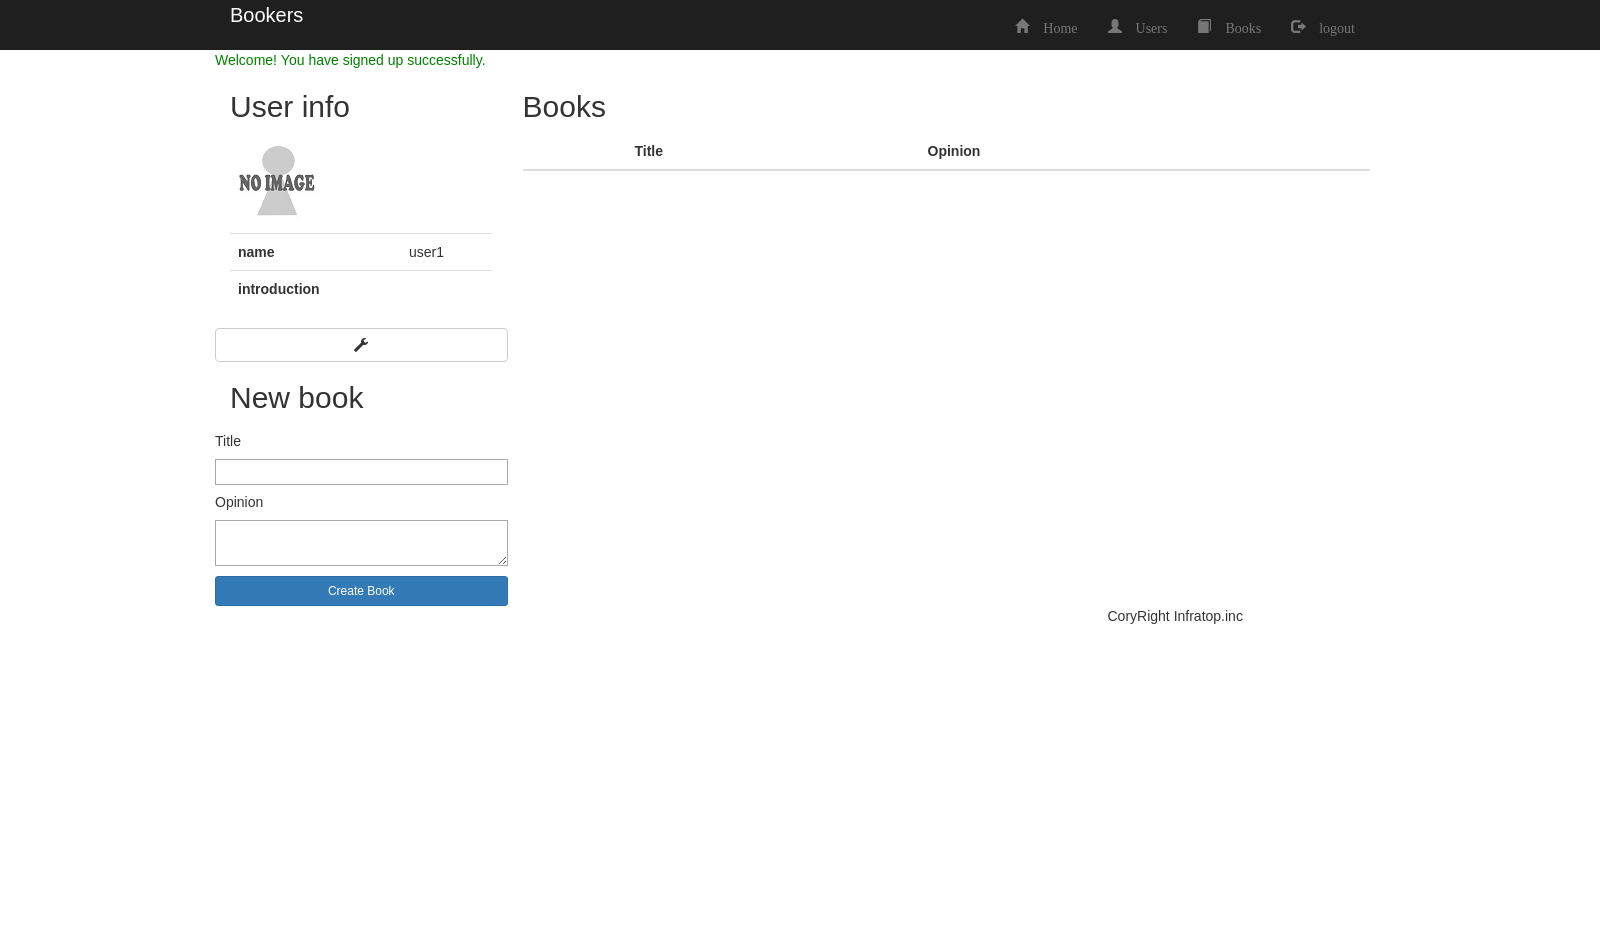 Bookers
Home Users Books logout
Welcome! You have signed up successfully.
User info
NO IMAGE
name user1
introduction
New book
Title
Opinion
Create Book
Books
Title Opinion
CoryRight Infratop.inc